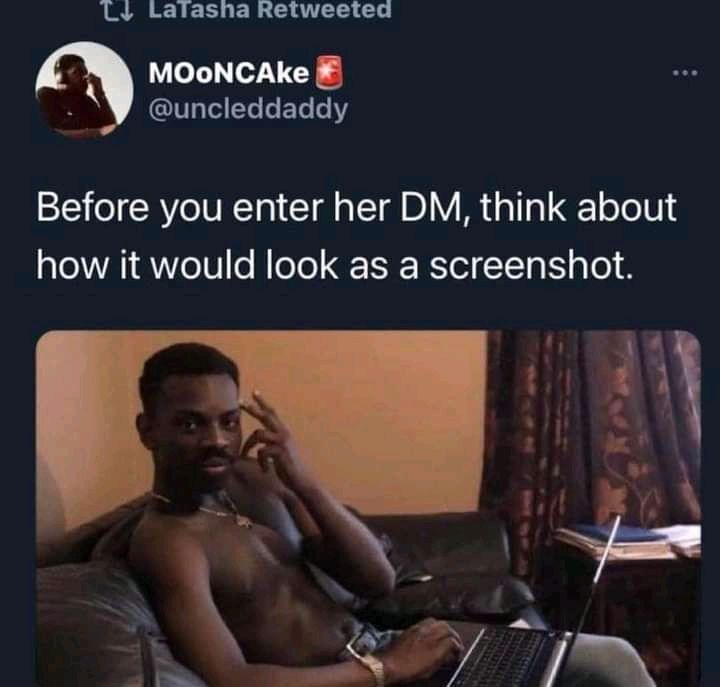 LaTasha Retweeted
MOoNCAke🚨
@uncleddaddy
Before you enter her DM, think about
how it would look as a screenshot.